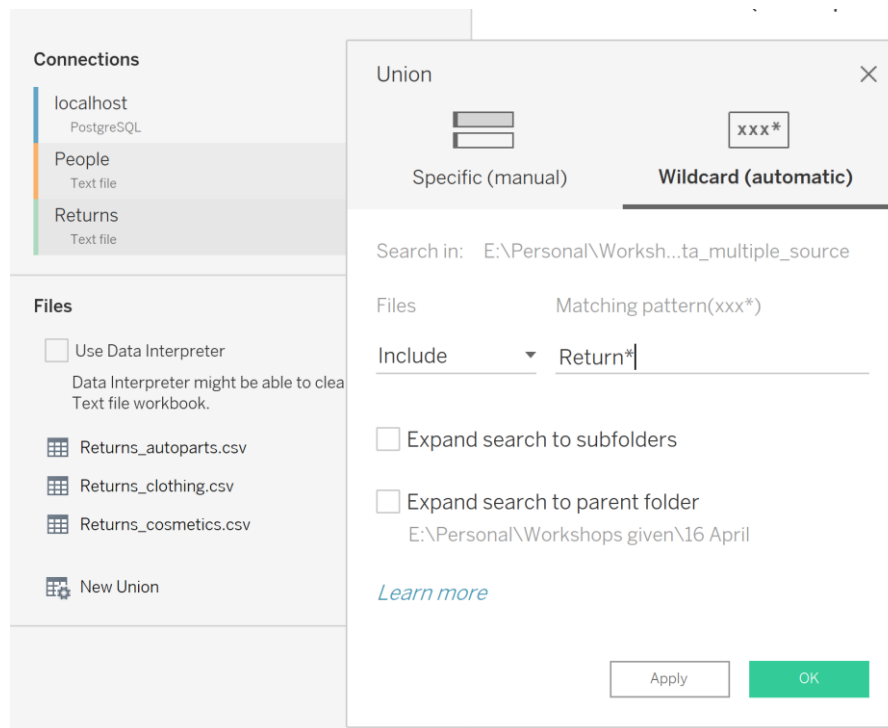 Connections
localhost
PostgreSQL
People
Text file
Returns
Text file
Files
Use Data Interpreter
Data Interpreter might be able to clea
Text file workbook.
Returns_autoparts.csv
Returns_clothing.csv
Returns_cosmetics.csv
New Union
Union
xxx*
Specific (manual)
Wildcard (automatic)
Search in: E:\Personal\Worksh...ta_multiple_source
Files
Matching pattern(xxx*)
Include
Return*
Expand search to subfolders
Expand search to parent folder
E:\Personal\Workshops given\16 April
Learn more
Apply
OK